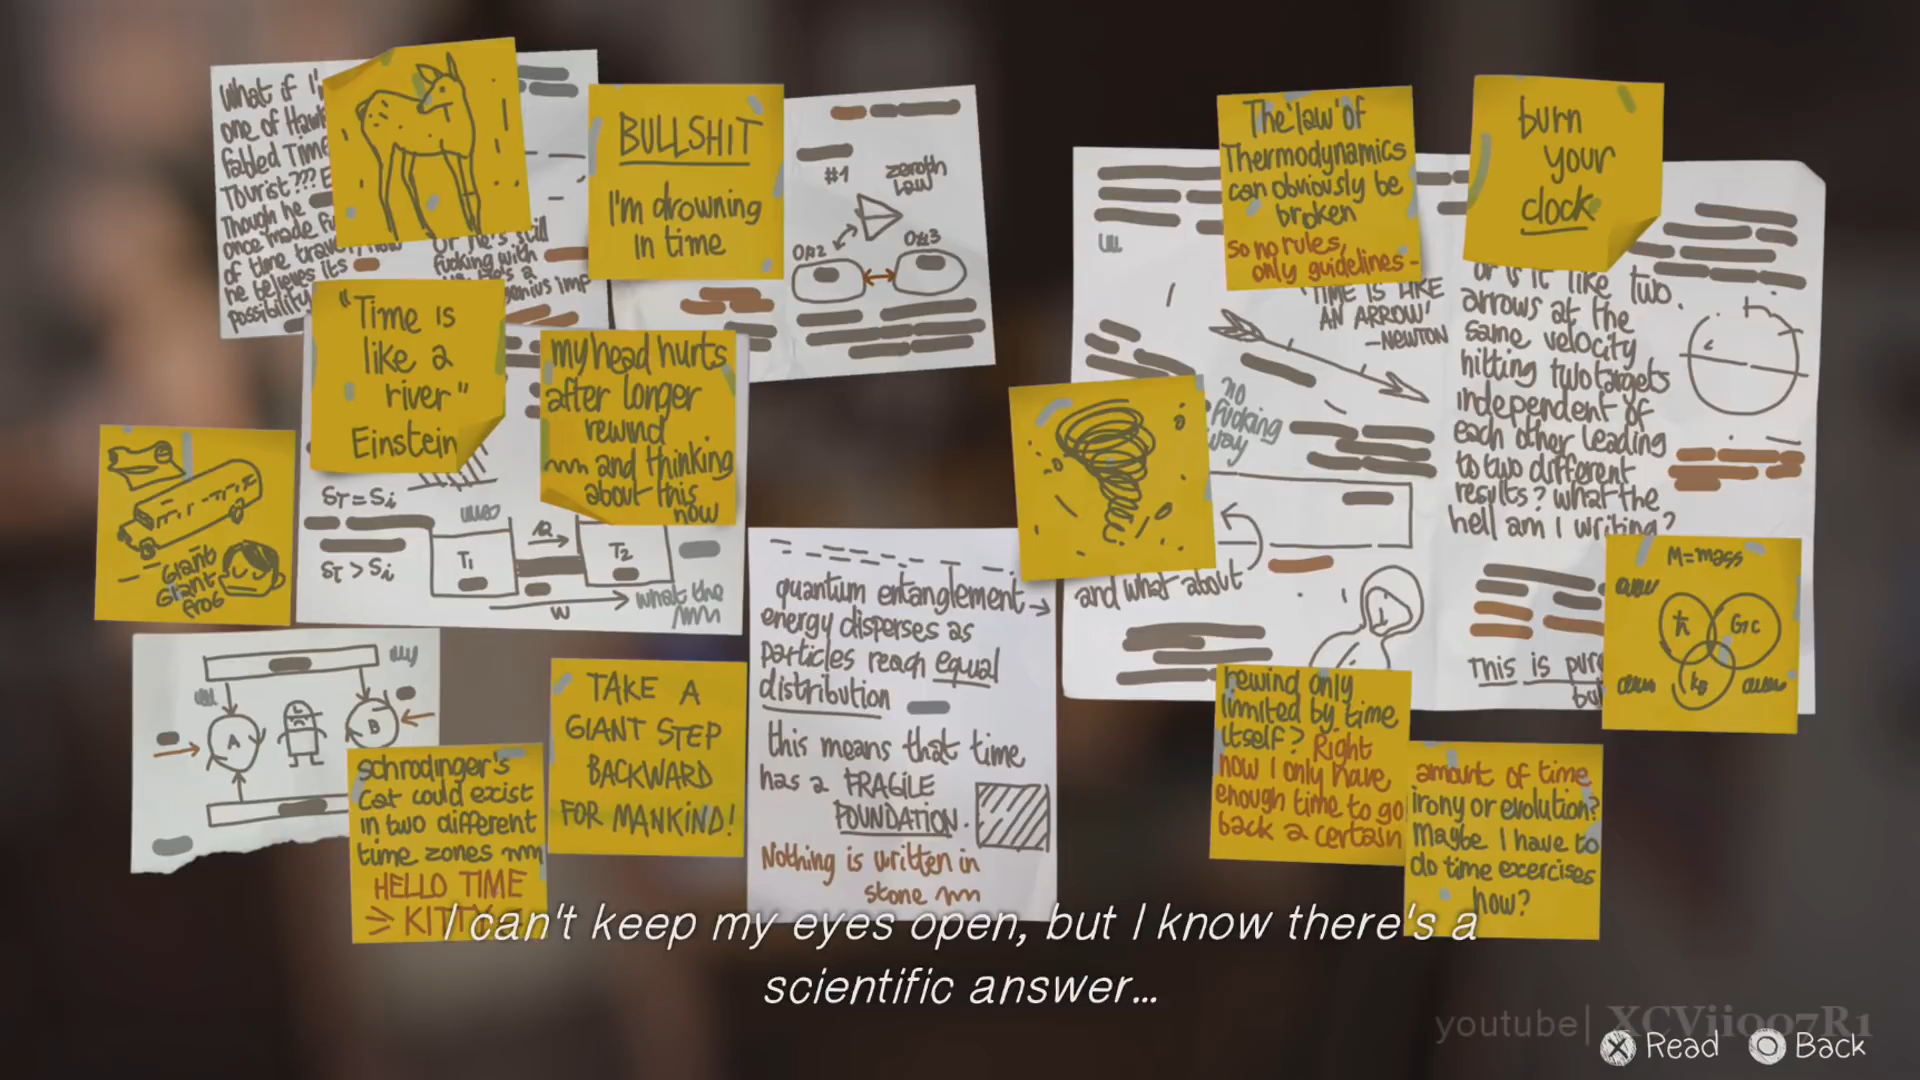 What if I'
one of Haw
fabled Time
Tourist???
Though he
once made fu
of time trave
he believes its
possibility
or he's still
fucking with
genius imp
BULLSHIT
I'm drowning
in time
#1
zeroth
law
O#2
O#3
"Time is
like a
river"
Einstein
my head hurts
after longer
rewind
and thinking
about this
now
GIANT
GIANT
frog
ST = Si
ST > Si
T1
Q
T2
W
what the
A
B
schrodinger's
Cat could exist
in two different
time zones
HELLO TIME
KITTY
TAKE A
GIANT STEP
BACKWARD
FOR MANKIND!
quantum entanglement →
energy disperses as
particles reach equal
distribution
this means that time
has a FRAGILE
FOUNDATION.
Nothing is written in
stone
The 'law' of
Thermodynamics
can obviously be
broken
so no rules,
only guidelines -
burn
your
clock
'TIME IS LIKE
AN ARROW'
-NEWTON
no
fucking
way
or is it like two
arrows at the
same velocity
hitting two targets
independent of
each other leading
to two different
results? what the
hell am I writing?
and what about
This is pure
bul
M=mass
ħ
G,c
kB
rewind only
limited by time
itself? Right
now I only have
enough time to go
back a certain
amount of time
irony or evolution?
Maybe I have to
do time exercises
now?
I can't keep my eyes open, but I know there's a
scientific answer...
youtube| XCVii007R1
Read
Back